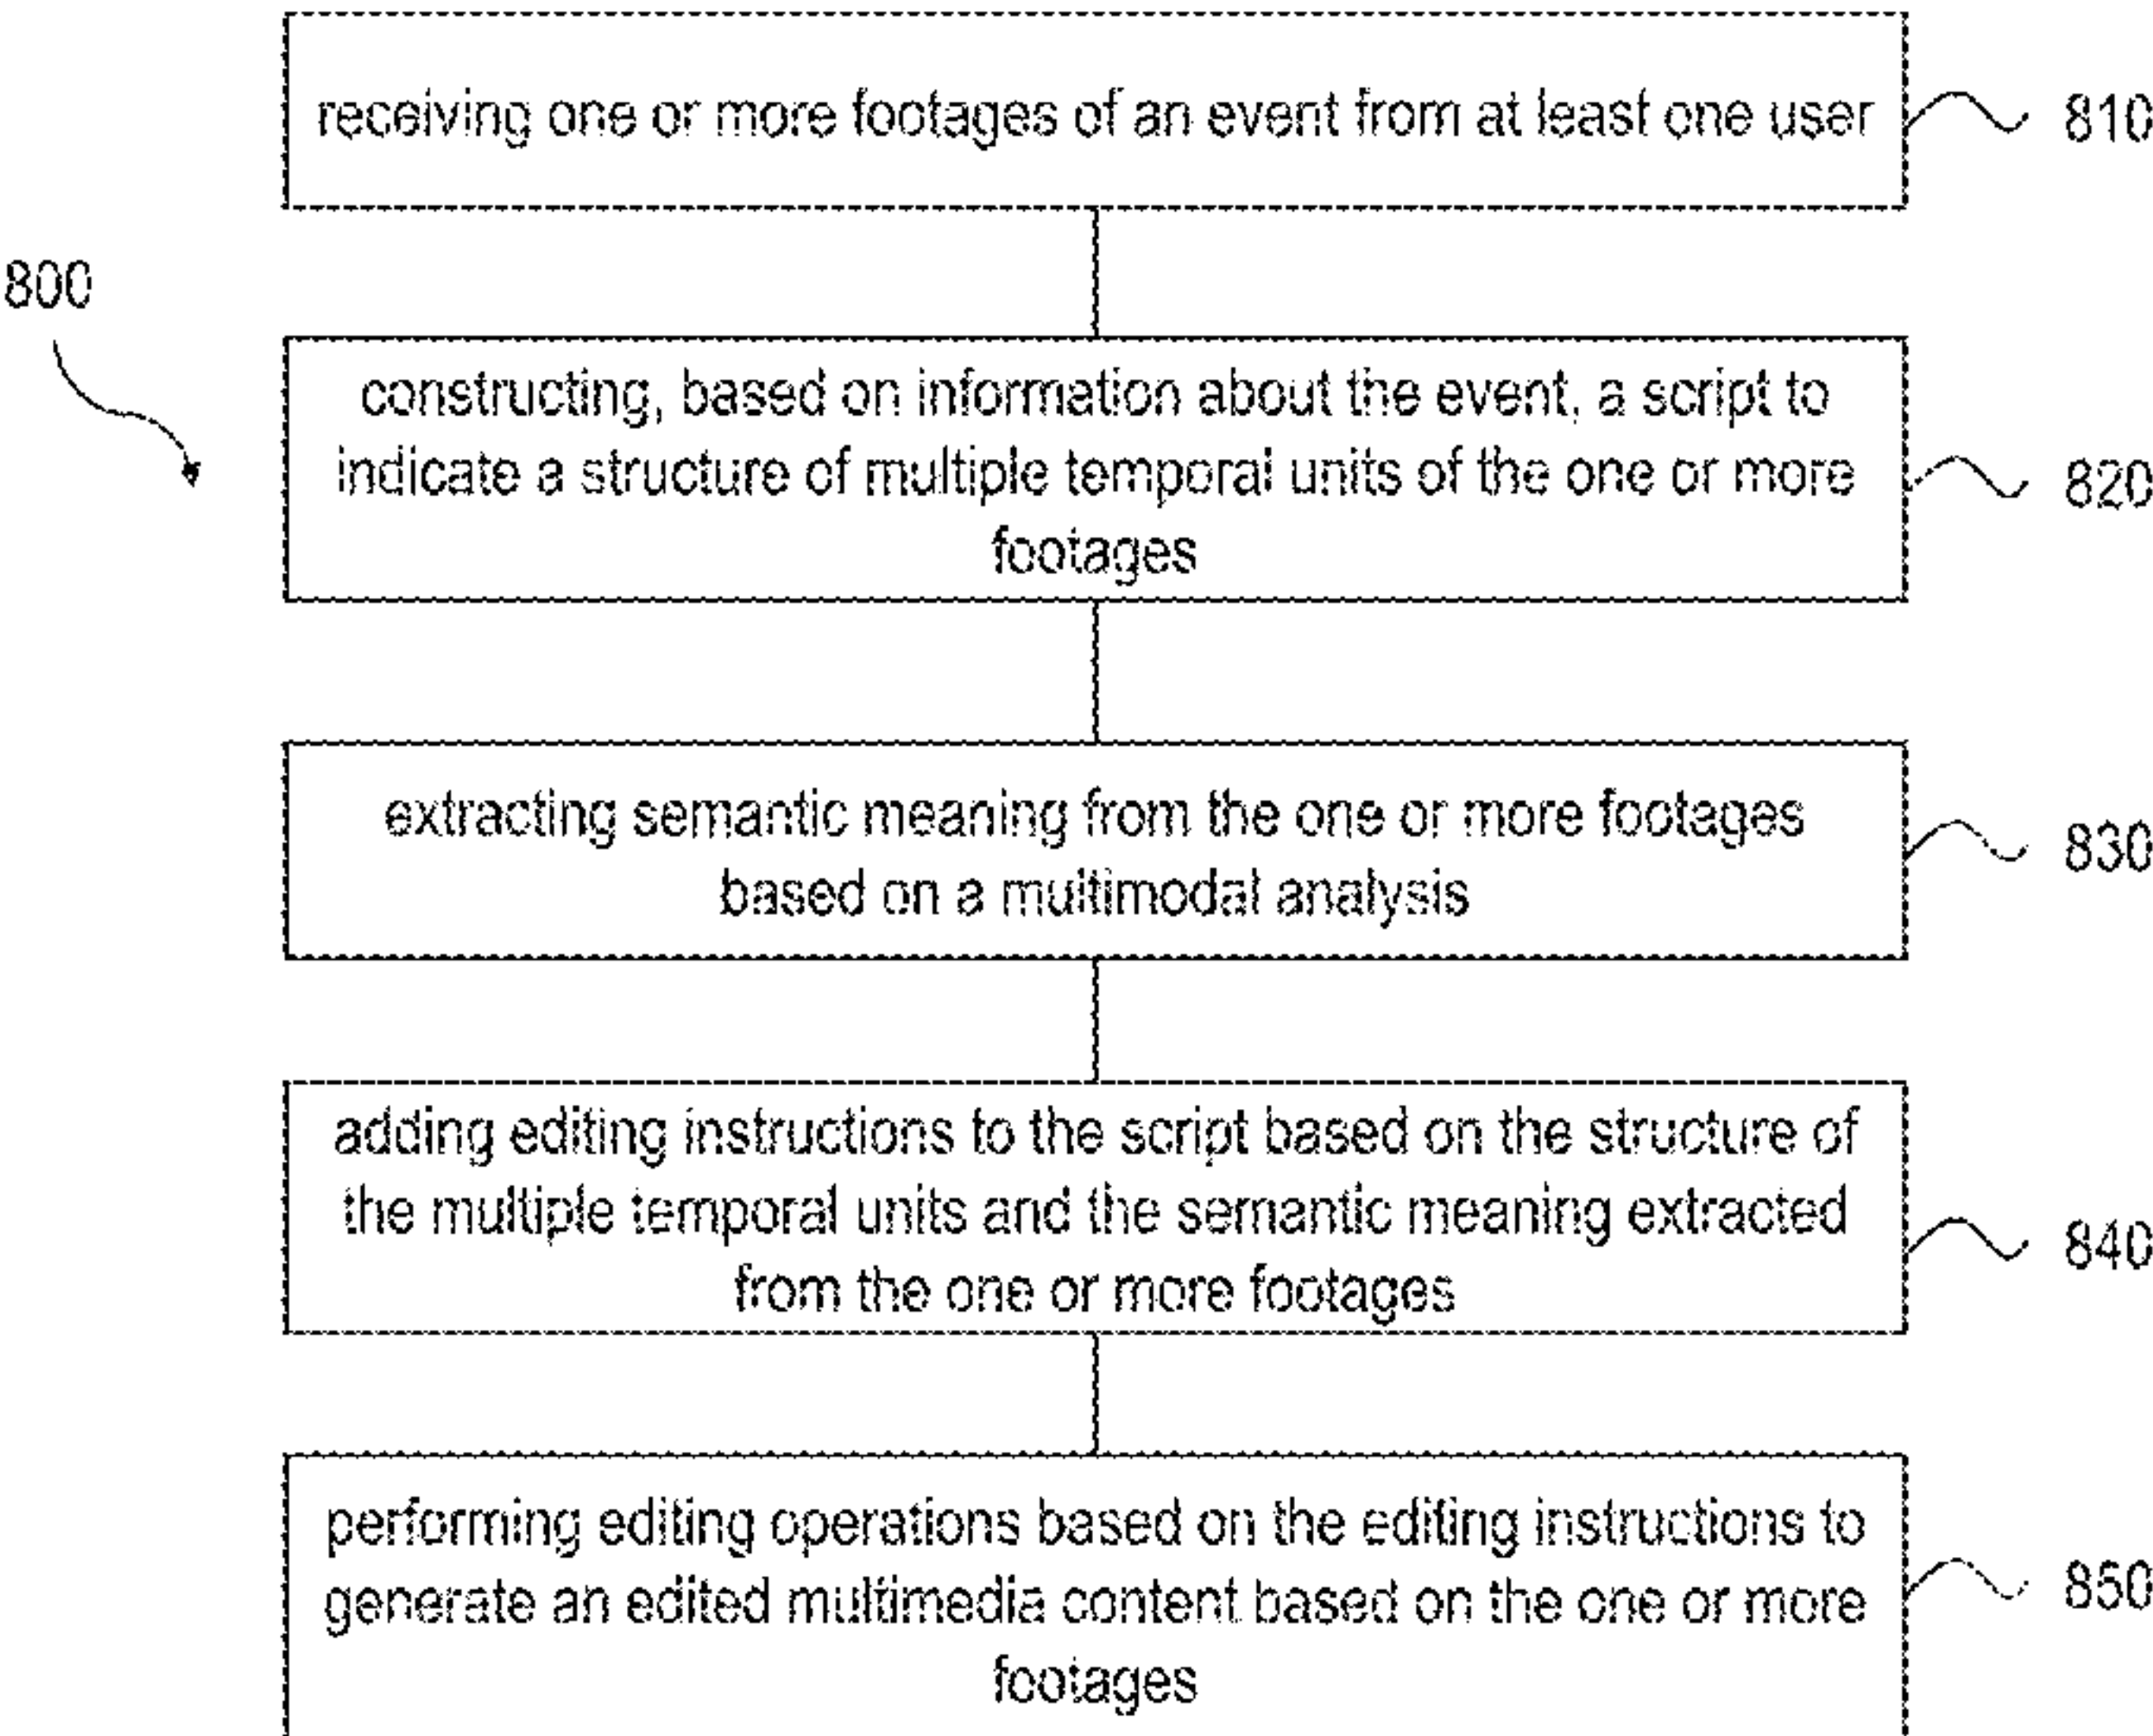 receiving one or more footages of an event from at least one user
810
800
constructing, based on information about the event, a script to
indicate a structure of multiple temporal units of the one or more
footages
820
extracting semantic meaning from the one or more footages
based on a multimodal analysis
830
adding editing instructions to the script based on the structure of
the multiple temporal units and the semantic meaning extracted
from the one or more footages
840
performing editing operations based on the editing instructions to
generate an edited multimedia content based on the one or more
footages
850